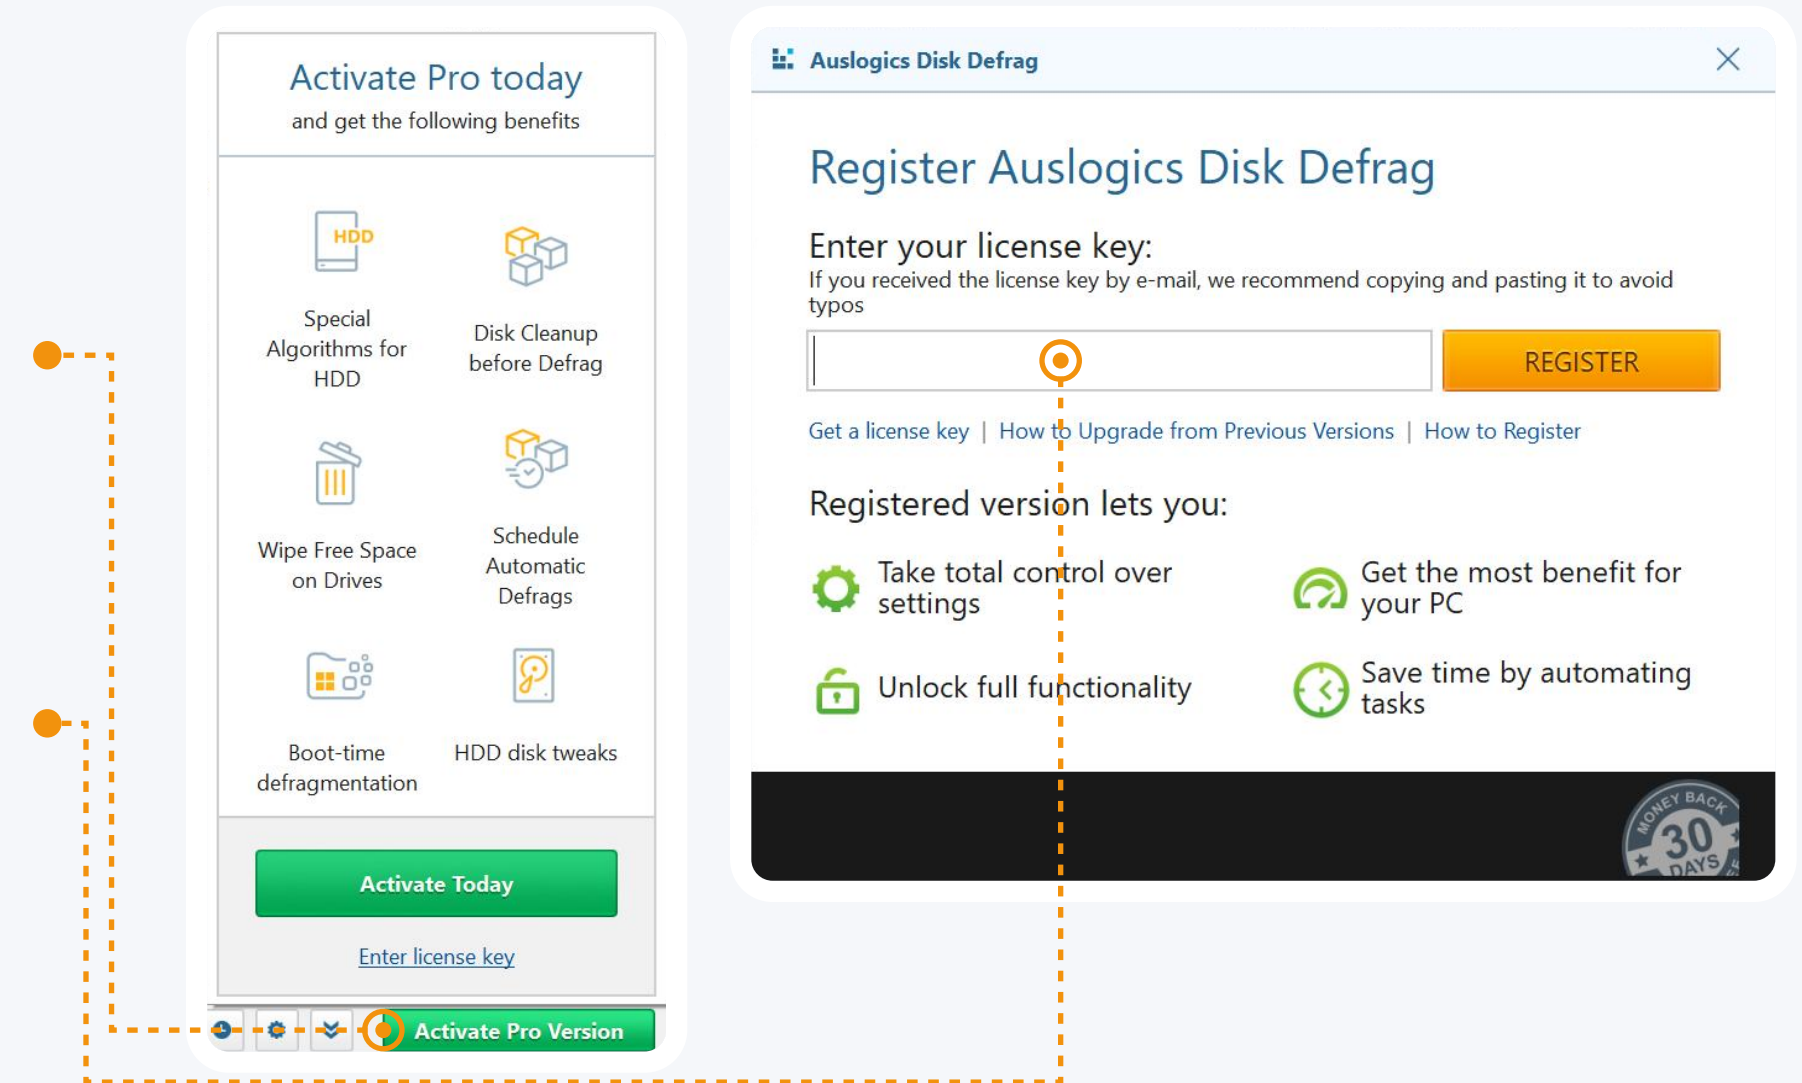 Activate Pro today
and get the following benefits
HDD
Special
Algorithms for
HDD
Disk Cleanup
before Defrag
Wipe Free Space
on Drives
Schedule
Automatic
Defrags
Boot-time
defragmentation
HDD disk tweaks
Activate Today
Enter license key
Activate Pro Version
Auslogics Disk Defrag
Register Auslogics Disk Defrag
Enter your license key:
If you received the license key by e-mail, we recommend copying and pasting it to avoid
typos
REGISTER
Get a license key | How to Upgrade from Previous Versions | How to Register
Registered version lets you:
Take total control over
settings
Get the most benefit for
your PC
Unlock full functionality
Save time by automating
tasks
MONEY BACK
30
DAYS